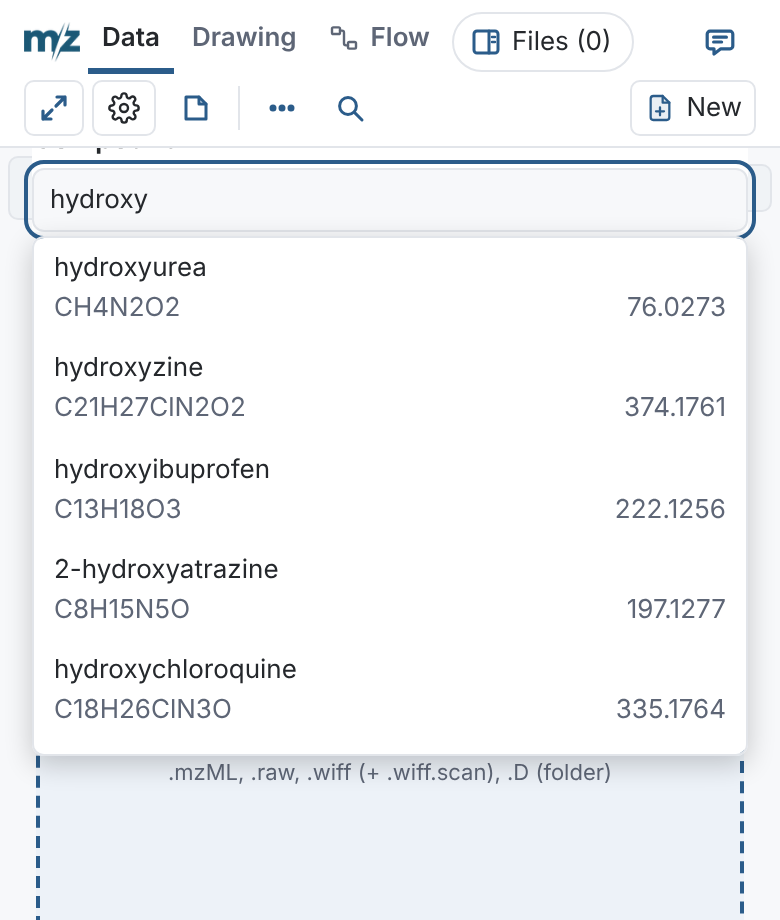 m/z Data Drawing Flow Files (0)
New
hydroxy
hydroxyurea
CH4N2O2 76.0273
hydroxyzine
C21H27ClN2O2 374.1761
hydroxyibuprofen
C13H18O3 222.1256
2-hydroxyatrazine
C8H15N5O 197.1277
hydroxychloroquine
C18H26ClN3O 335.1764
.mzML, .raw, .wiff (+ .wiff.scan), .D (folder)